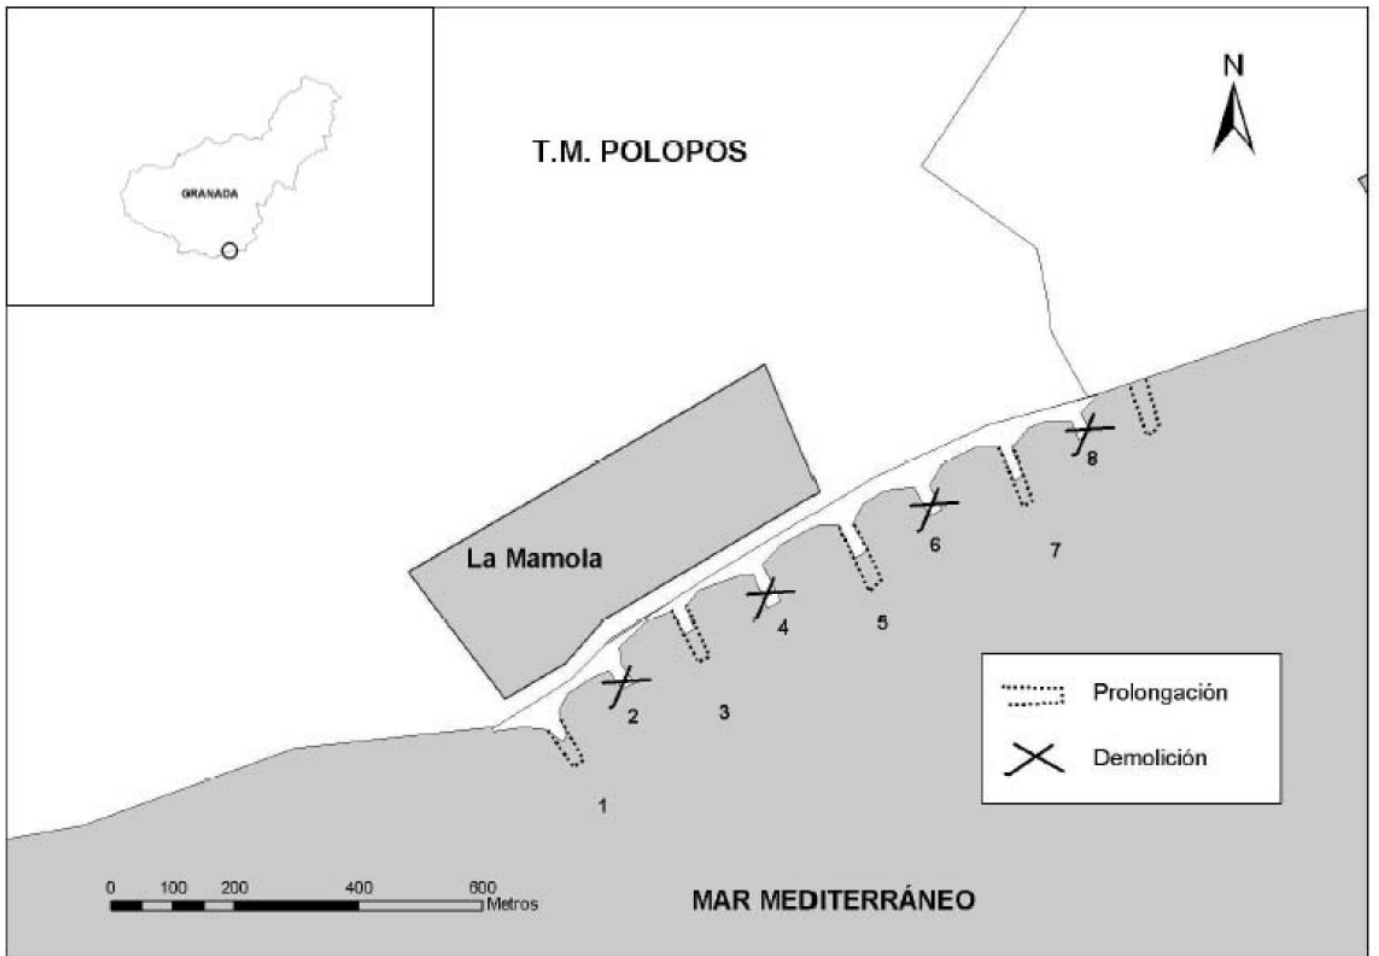 N
T.M. POLOPOS
GRANADA
La Mamola
8
6
7
4
5
2
3
1
Prolongación
Demolición
0 100 200 400 600
Metros
MAR MEDITERRÁNEO